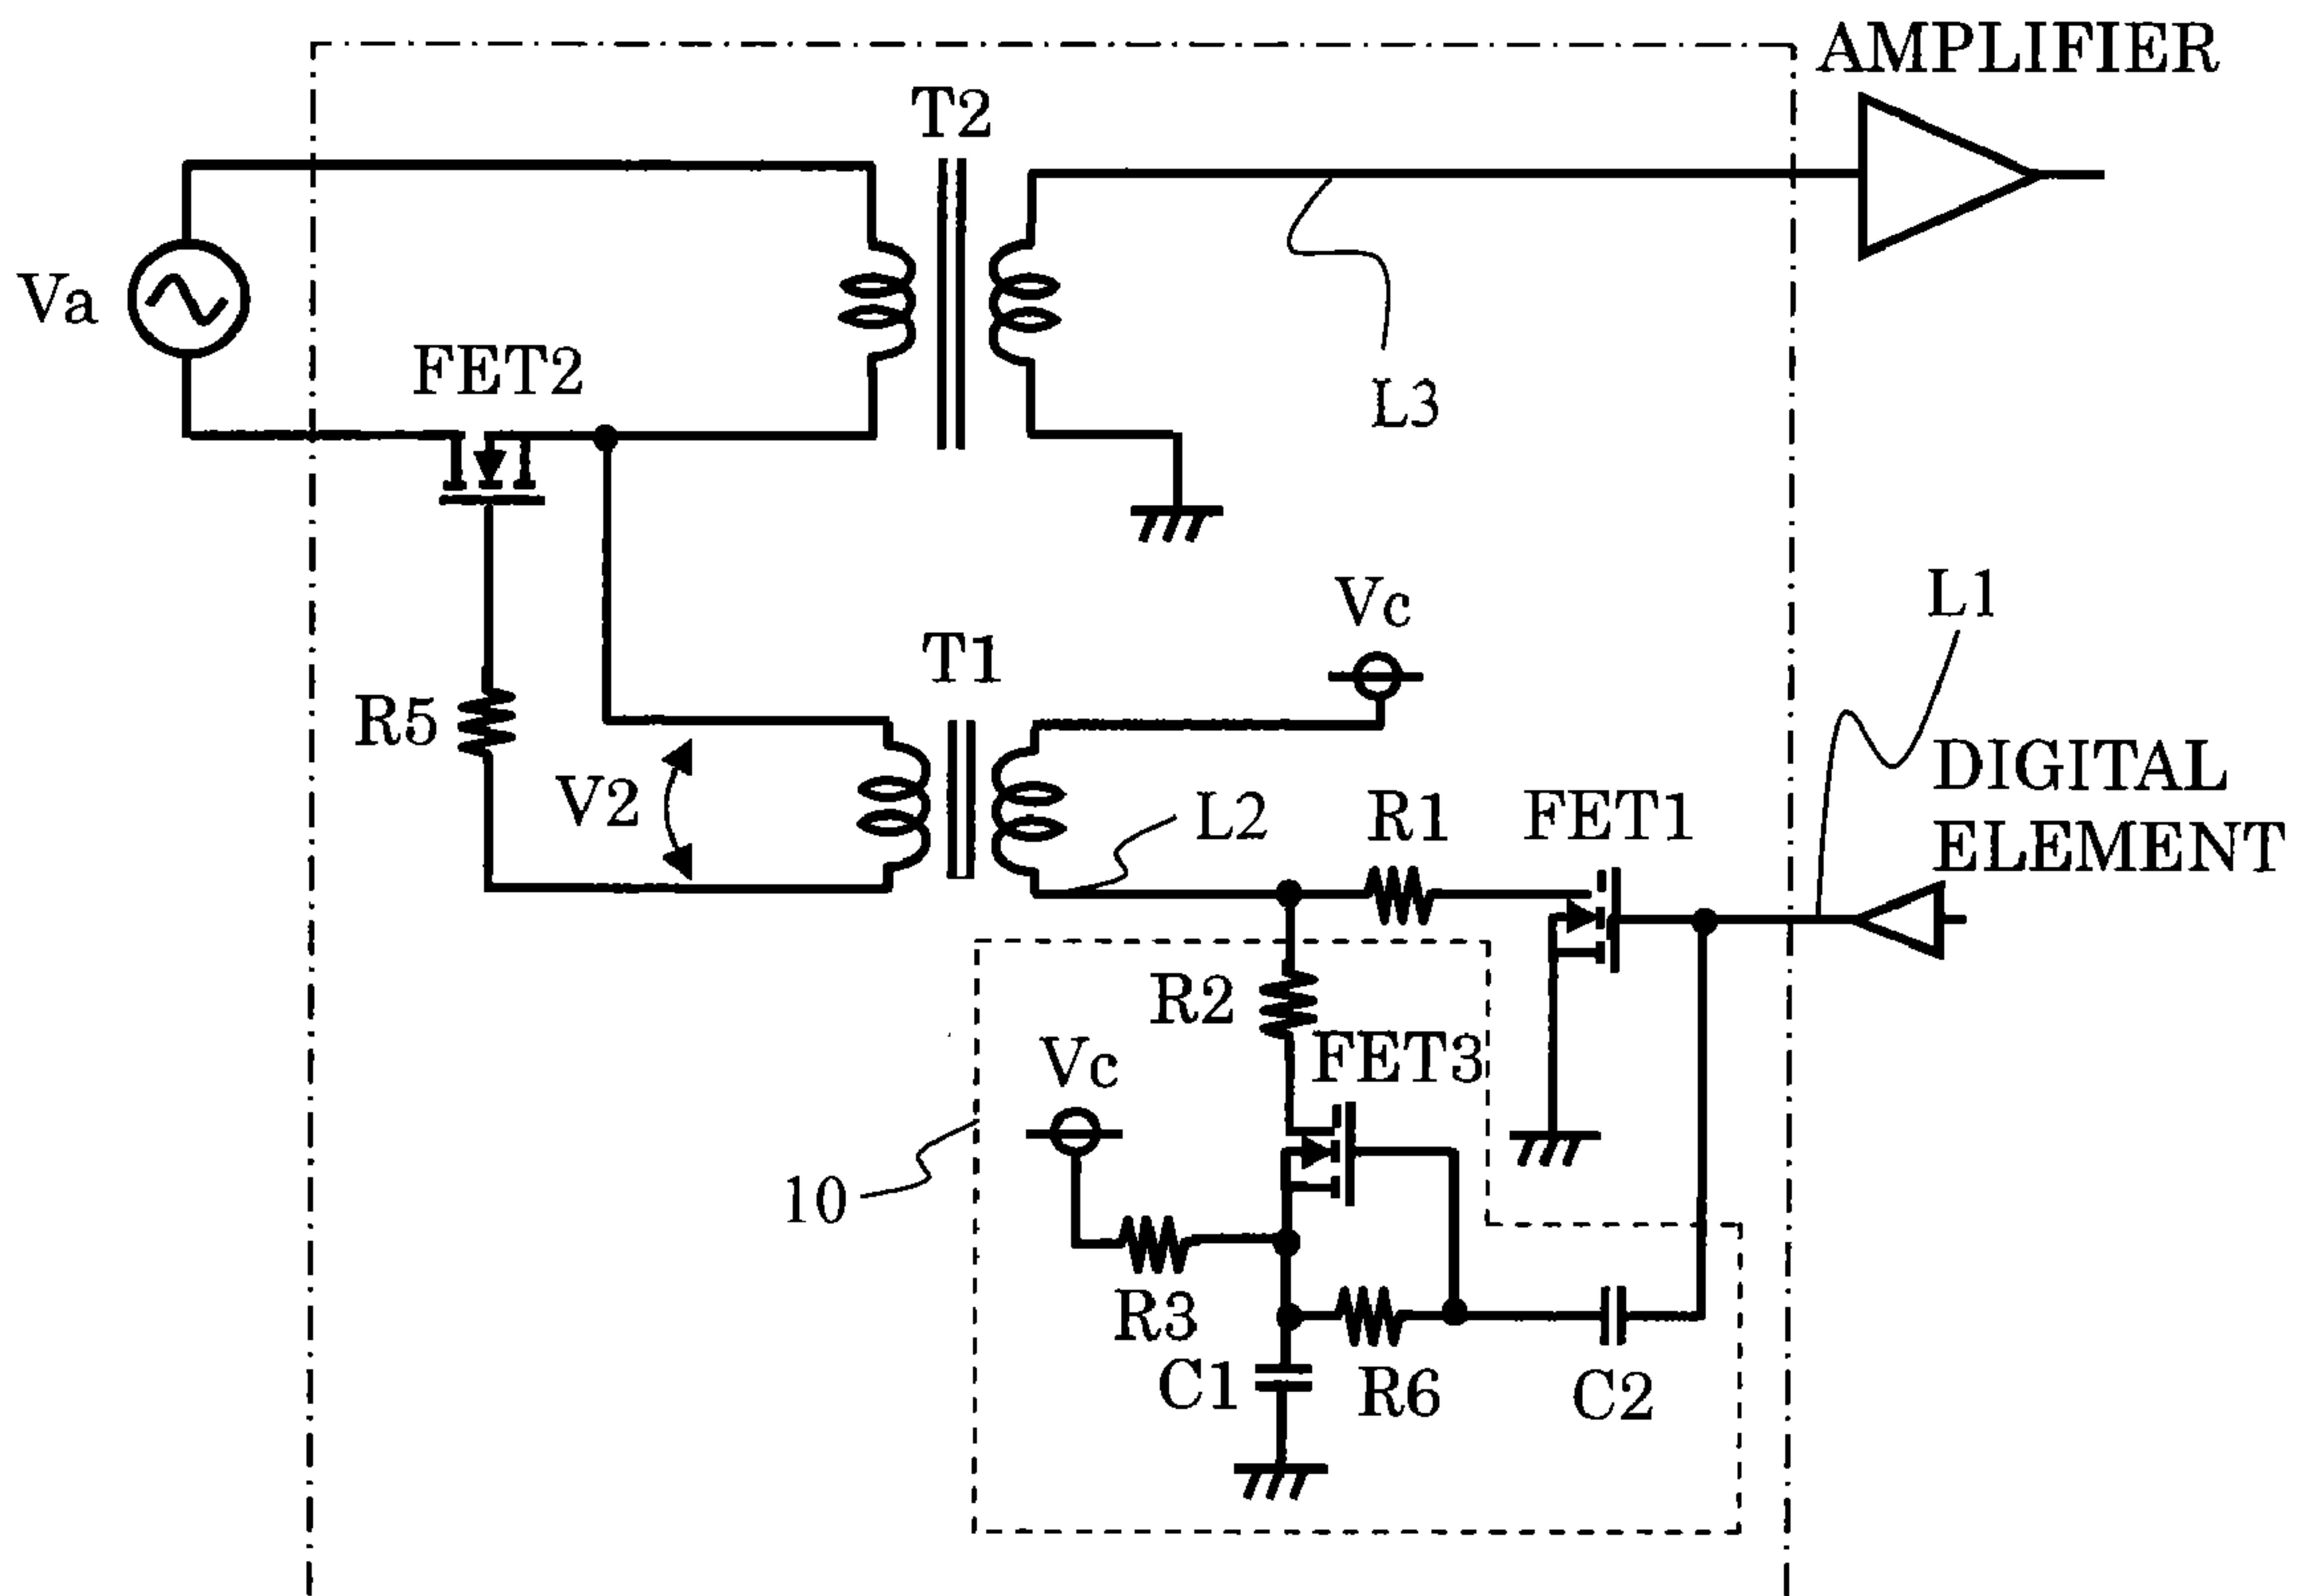 AMPLIFIER
T2
Va
FET2
L3
Vc
L1
T1
R5
DIGITAL
ELEMENT
V2
L2
R1
FET1
R2
FET3
Vc
10
R3
C1
R6
C2